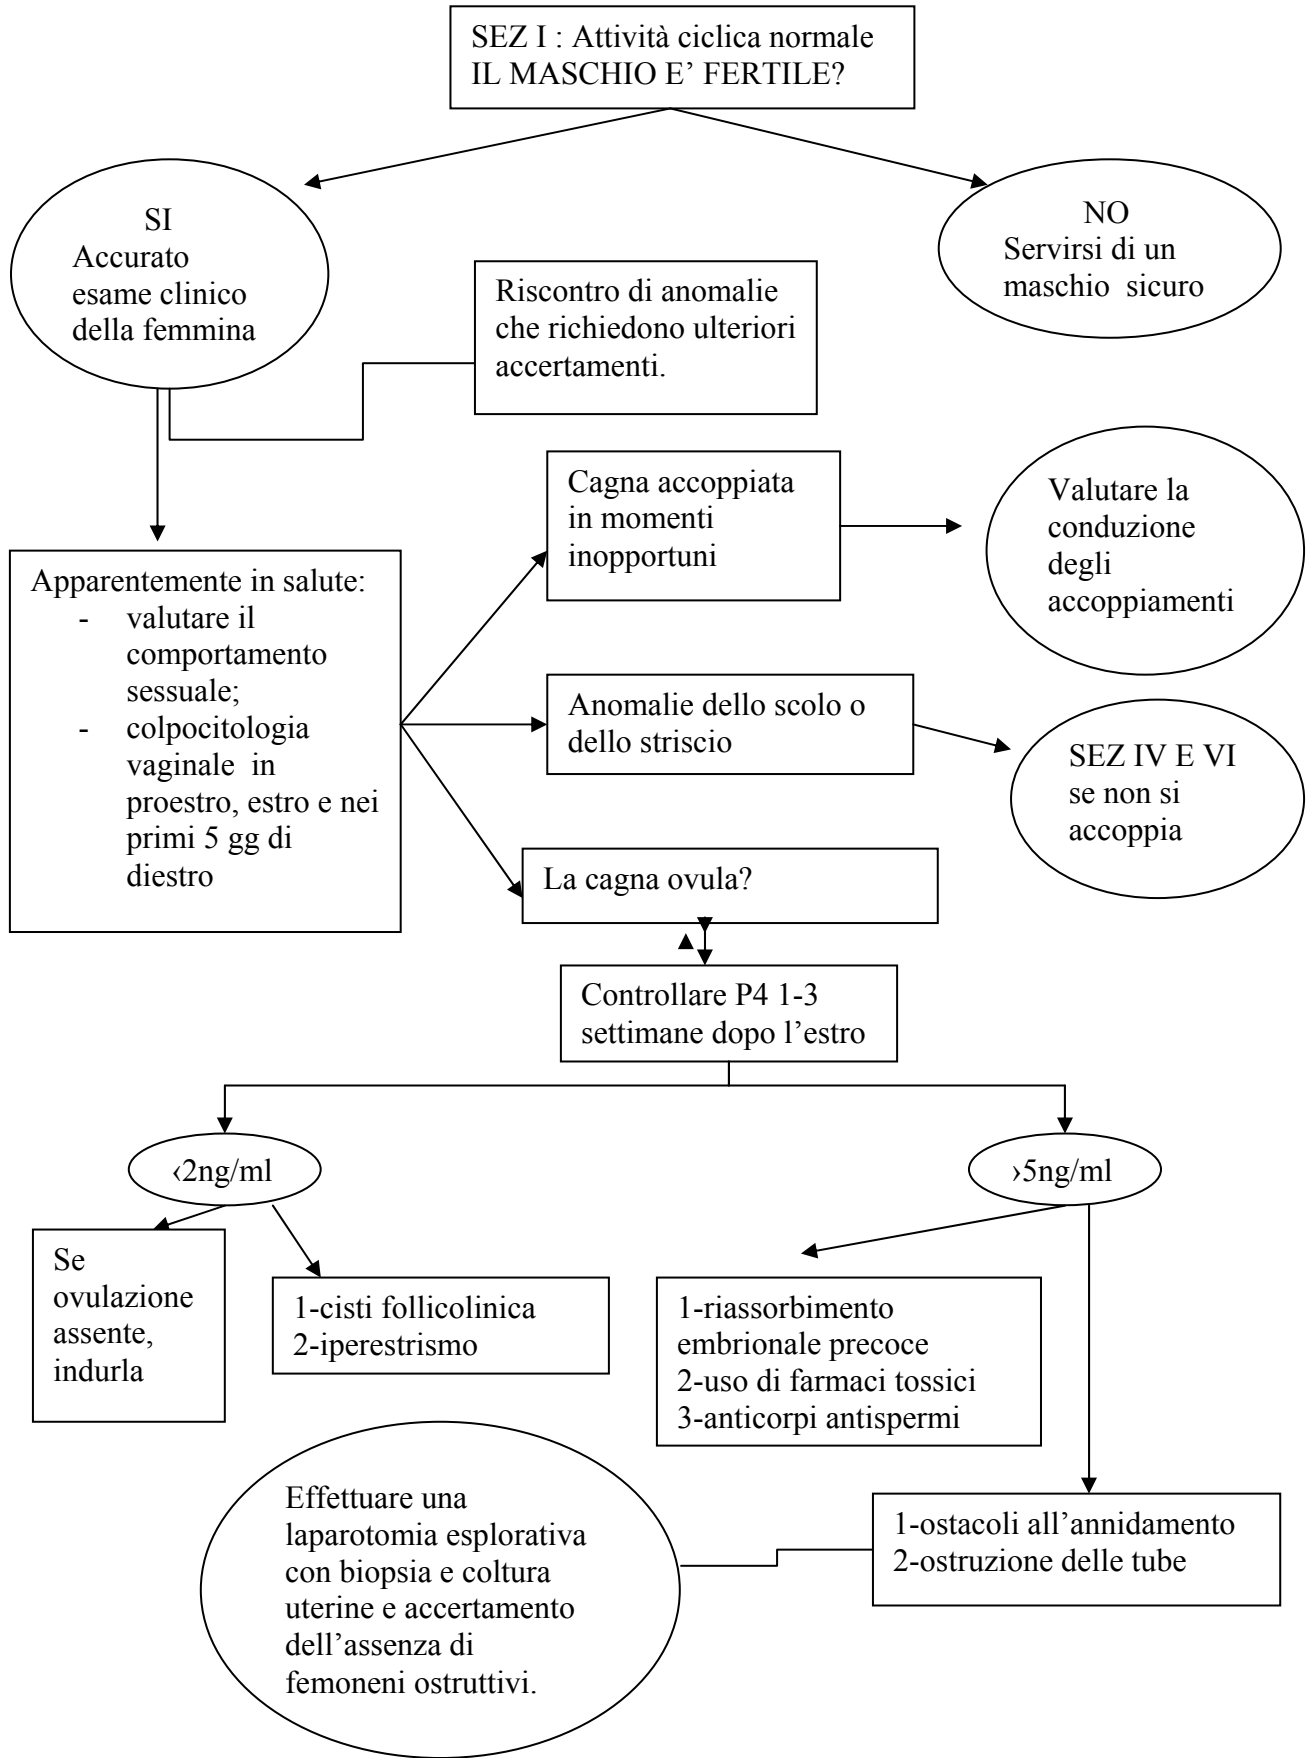 SEZ I : Attività ciclica normale
IL MASCHIO E’ FERTILE?
SI
Accurato
esame clinico
della femmina
NO
Servirsi di un
maschio sicuro
Riscontro di anomalie
che richiedono ulteriori
accertamenti.
Cagna accoppiata
in momenti
inopportuni
Valutare la
conduzione
degli
accoppiamenti
Apparentemente in salute:
- valutare il
comportamento
sessuale;
- colpocitologia
vaginale in
proestro, estro e nei
primi 5 gg di
diestro
Anomalie dello scolo o
dello striscio
SEZ IV E VI
se non si
accoppia
La cagna ovula?
Controllare P4 1-3
settimane dopo l’estro
‹2ng/ml
›5ng/ml
Se
ovulazione
assente,
indurla
1-cisti follicolinica
2-iperestrismo
1-riassorbimento
embrionale precoce
2-uso di farmaci tossici
3-anticorpi antispermi
Effettuare una
laparotomia esplorativa
con biopsia e coltura
uterine e accertamento
dell’assenza di
femoneni ostruttivi.
1-ostacoli all’annidamento
2-ostruzione delle tube